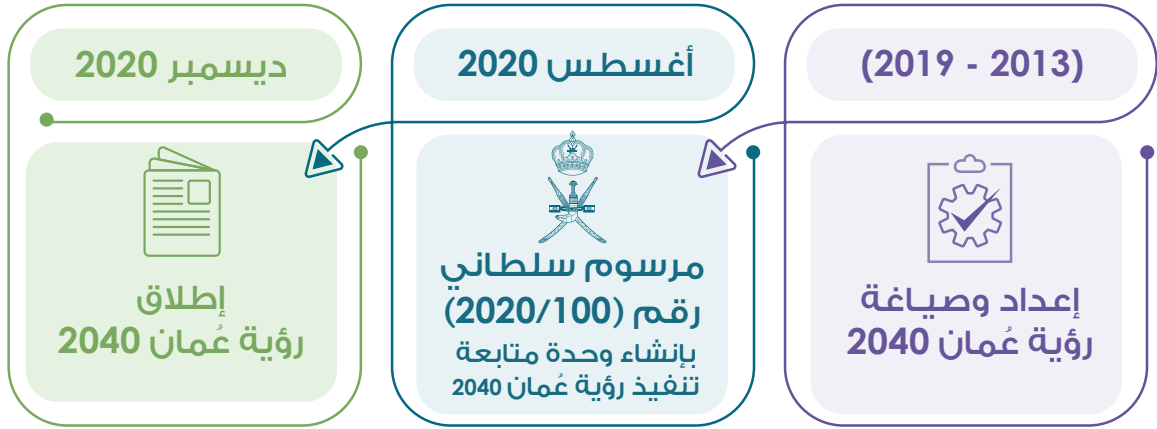 (2013 - 2019)
إعداد وصياغة
رؤية عُمان 2040
أغسطس 2020
مرسوم سلطاني
رقم (2020/100)
بإنشاء وحدة متابعة
تنفيذ رؤية عُمان 2040
ديسمبر 2020
إطلاق
رؤية عُمان 2040